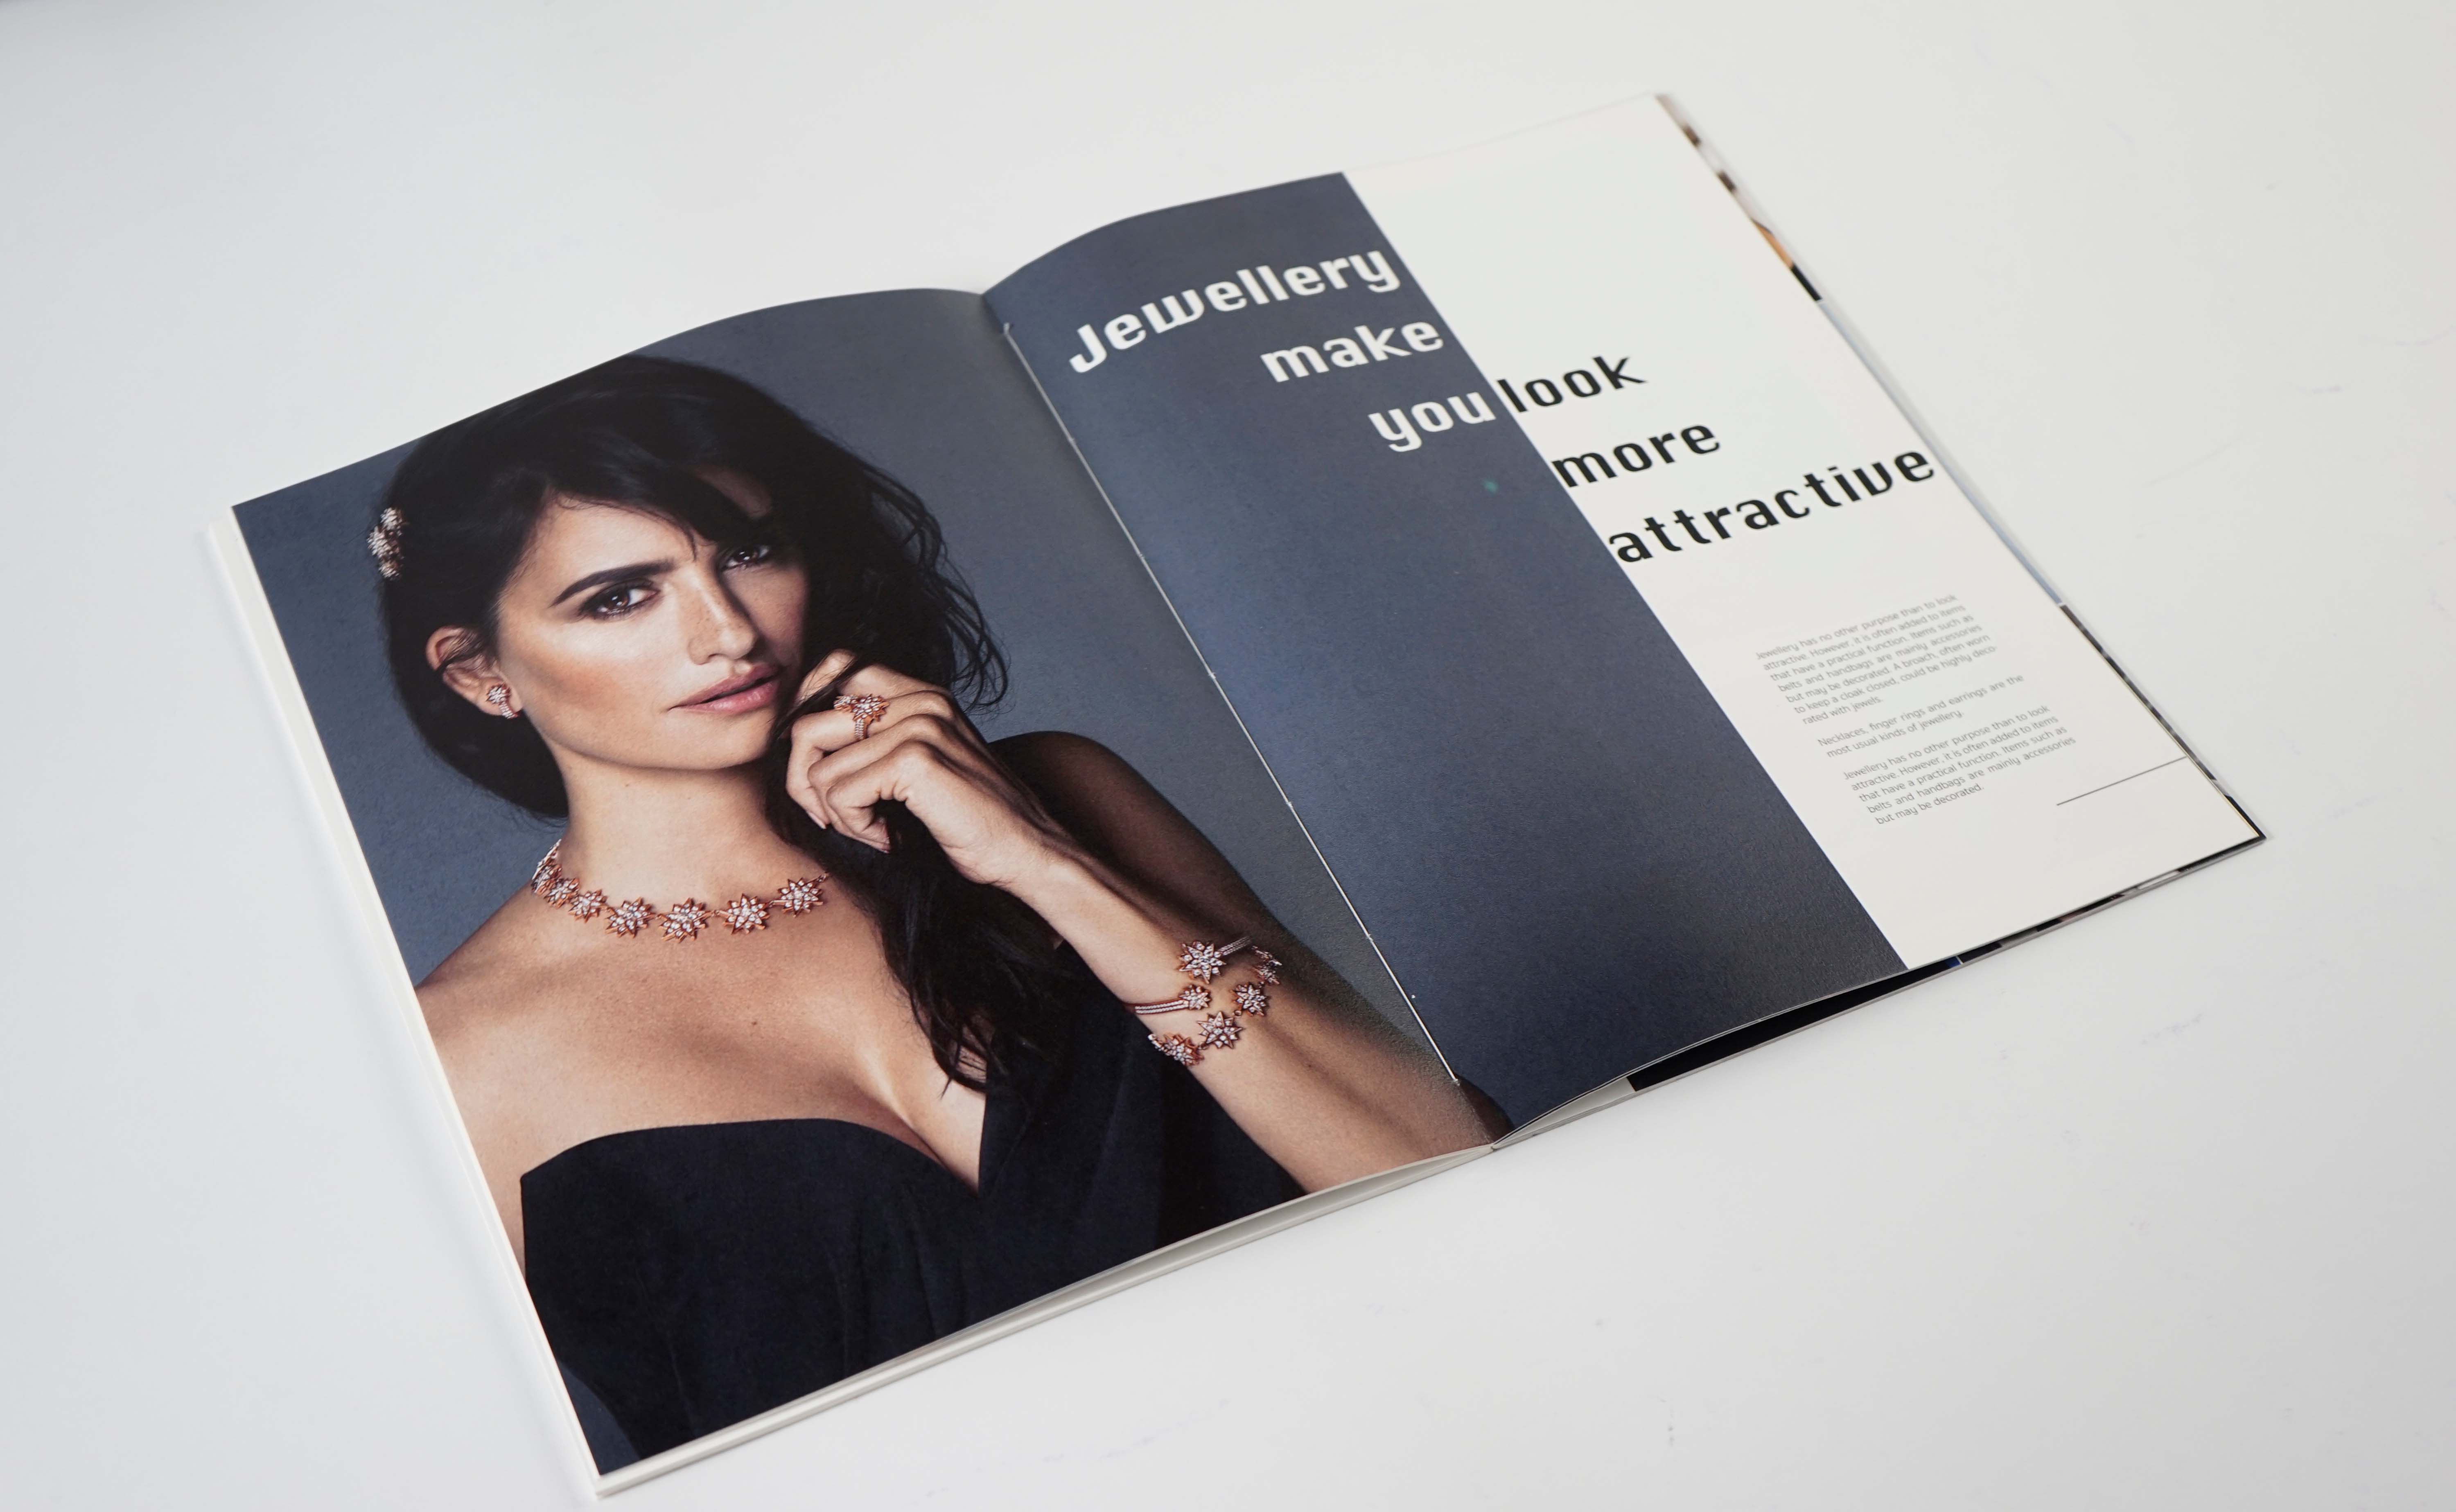 Jewellery
make
you look
more
attractive
Jewellery has no other purpose than to look
attractive. However, it is often added to items
that have a practical function. Items such as
belts and handbags are mainly accessories
but may be decorated. A broach, often worn
to keep a cloak closed, could be highly deco-
rated with jewels.
Necklaces, finger rings and earrings are the
most usual kinds of jewellery.
Jewellery has no other purpose than to look
attractive. However, it is often added to items
that have a practical function. Items such as
belts and handbags are mainly accessories
but may be decorated.